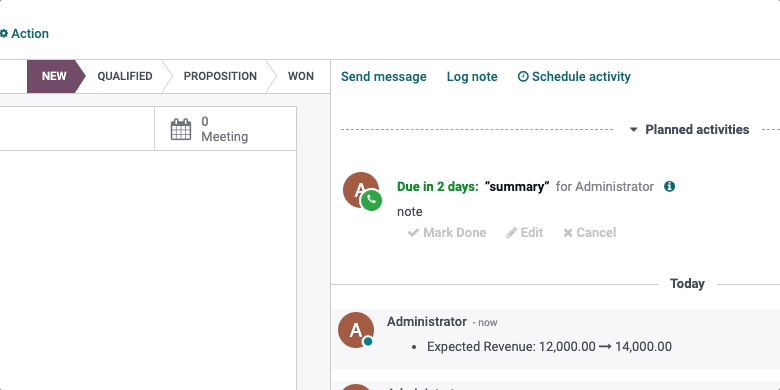 Action
NEW QUALIFIED PROPOSITION WON
Send message Log note Schedule activity
0
Meeting
Planned activities
A
Due in 2 days: “summary” for Administrator
note
Mark Done Edit Cancel
Today
A
Administrator - now
• Expected Revenue: 12,000.00 → 14,000.00